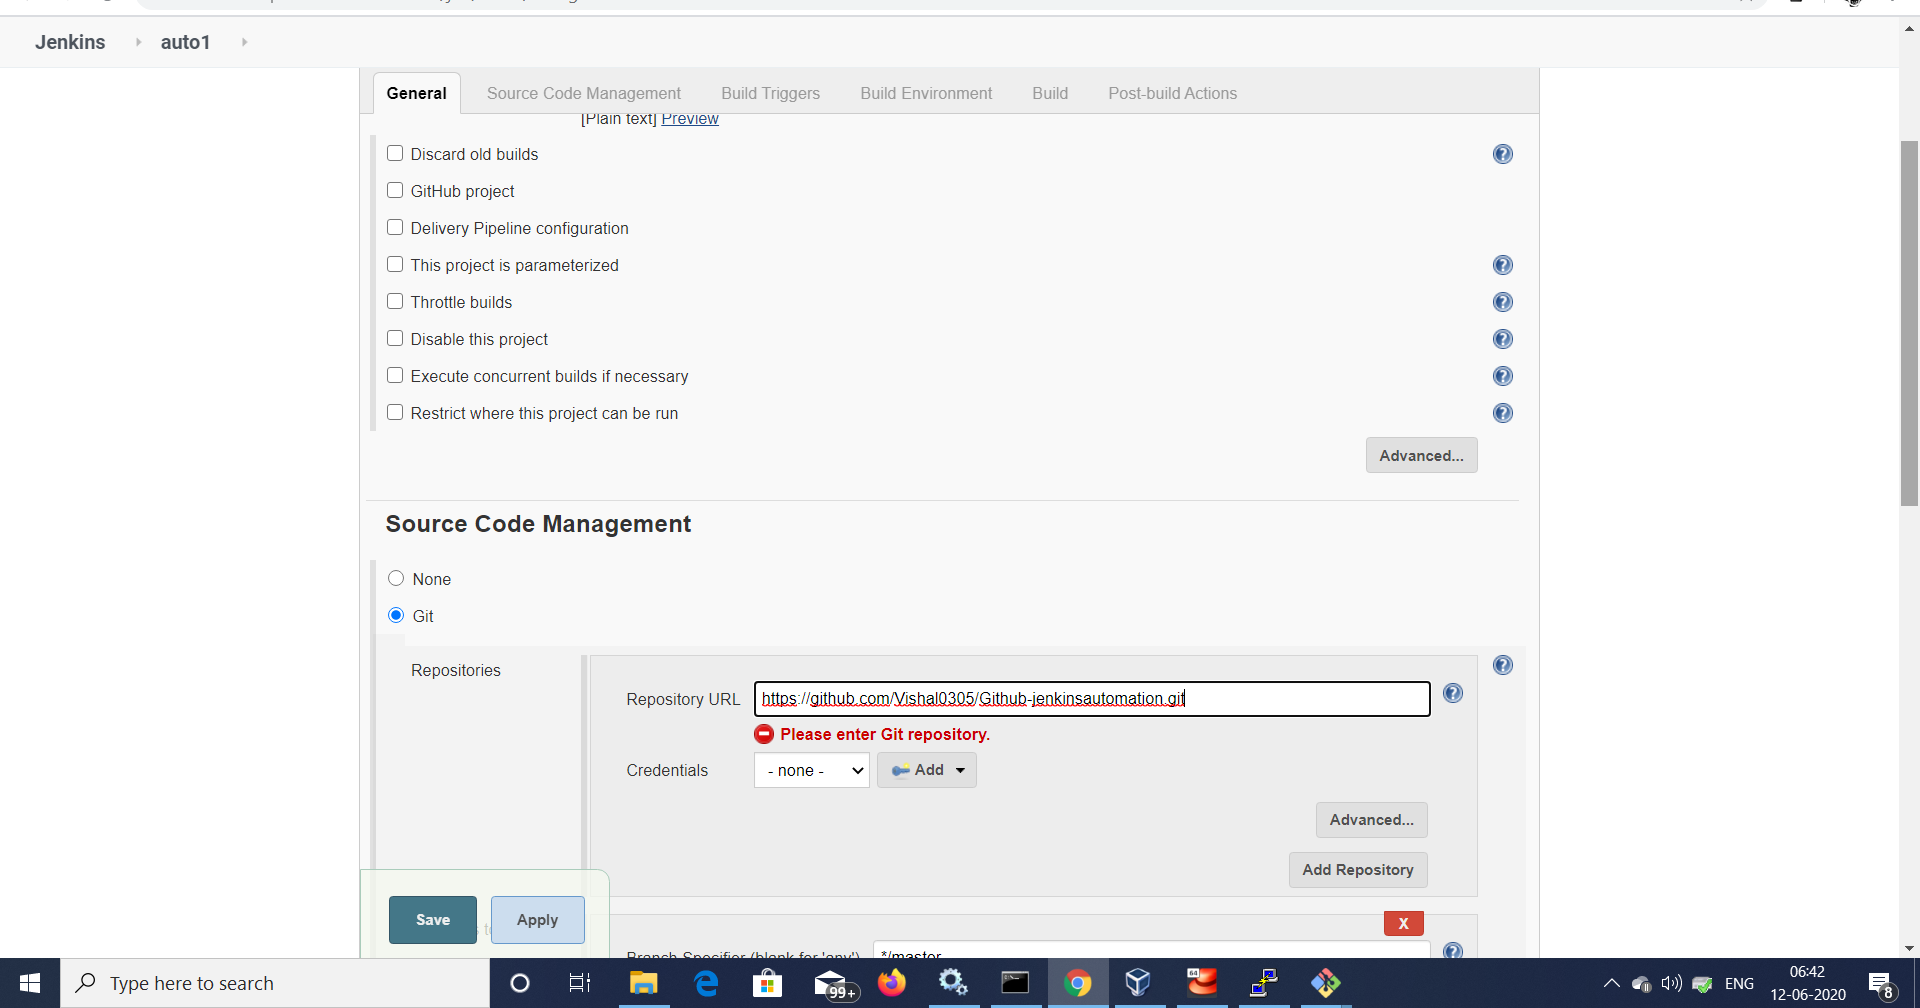 Jenkins auto1
General Source Code Management Build Triggers Build Environment Build Post-build Actions
[Plain text] Preview
Discard old builds
GitHub project
Delivery Pipeline configuration
This project is parameterized
Throttle builds
Disable this project
Execute concurrent builds if necessary
Restrict where this project can be run
Advanced...
Source Code Management
None
Git
Repositories
Repository URL https://github.com/Vishal0305/Github-jenkinsautomation.git
Please enter Git repository.
Credentials - none - Add
Advanced...
Add Repository
Save Apply
X
Branch Specifier (blank for 'any') */master
Type here to search
99+
64
ENG
06:42
12-06-2020
8